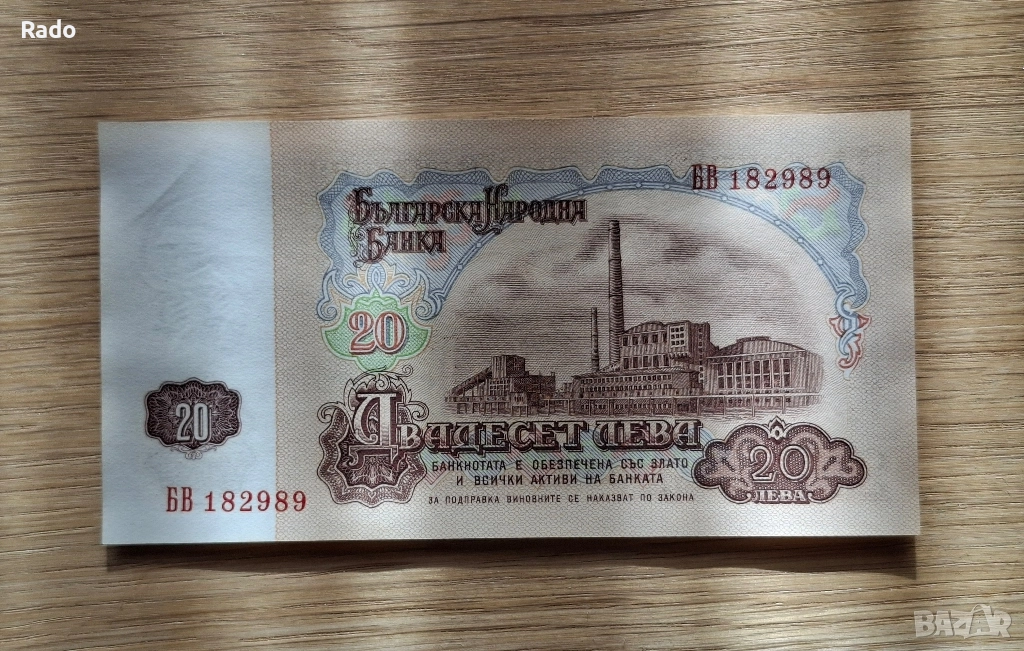 Rado
БВ 182989
Българска Народна
Банка
20
20
Двадесет лева
20
ЛЕВА
БАНКНОТАТА Е ОБЕЗПЕЧЕНА СЪС ЗЛАТО
И ВСИЧКИ АКТИВИ НА БАНКАТА
ЗА ПОДПРАВКА ВИНОВНИТЕ СЕ НАКАЗВАТ ПО ЗАКОНА
БВ 182989
BAZAR